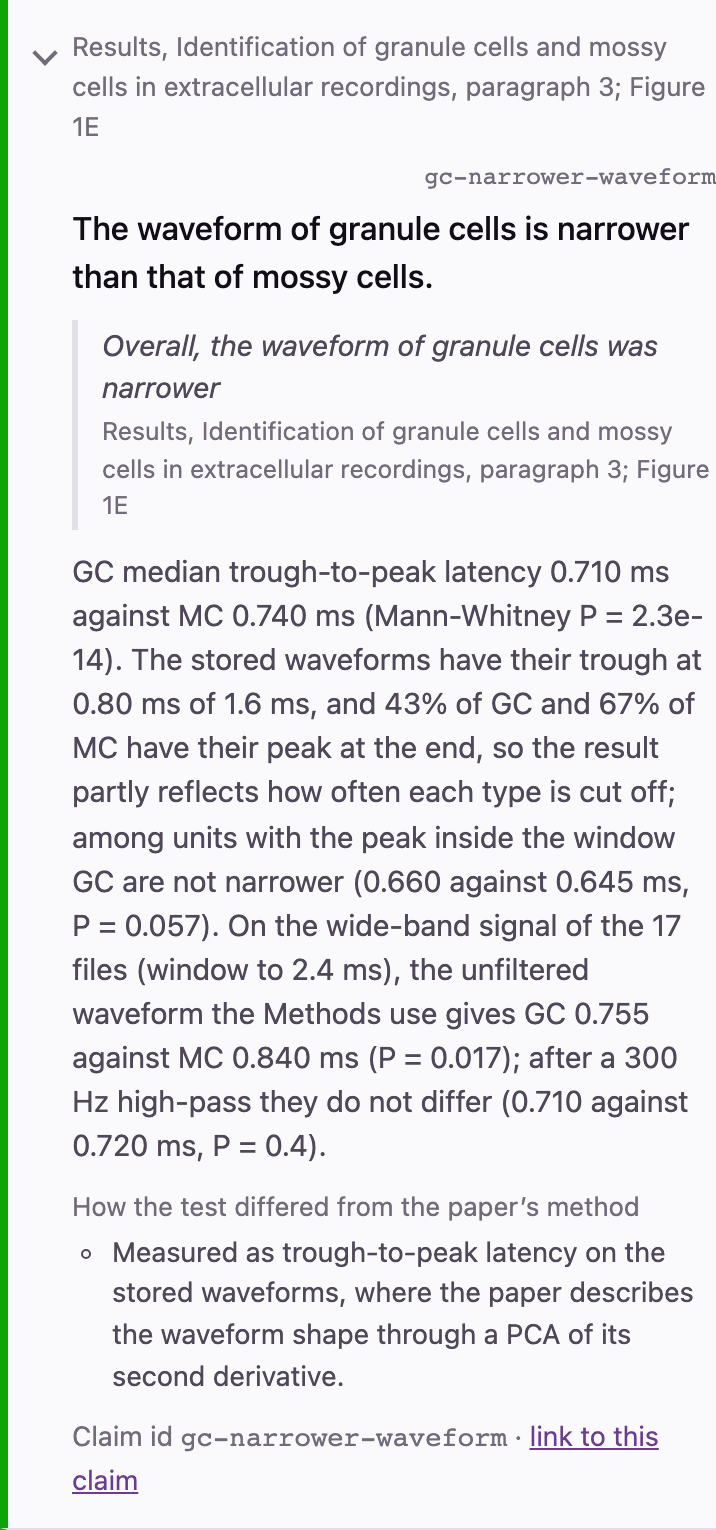 Results, Identification of granule cells and mossy
cells in extracellular recordings, paragraph 3; Figure
1E
gc-narrower-waveform
The waveform of granule cells is narrower
than that of mossy cells.
Overall, the waveform of granule cells was
narrower
Results, Identification of granule cells and mossy
cells in extracellular recordings, paragraph 3; Figure
1E
GC median trough-to-peak latency 0.710 ms
against MC 0.740 ms (Mann-Whitney P = 2.3e-
14). The stored waveforms have their trough at
0.80 ms of 1.6 ms, and 43% of GC and 67% of
MC have their peak at the end, so the result
partly reflects how often each type is cut off;
among units with the peak inside the window
GC are not narrower (0.660 against 0.645 ms,
P = 0.057). On the wide-band signal of the 17
files (window to 2.4 ms), the unfiltered
waveform the Methods use gives GC 0.755
against MC 0.840 ms (P = 0.017); after a 300
Hz high-pass they do not differ (0.710 against
0.720 ms, P = 0.4).
How the test differed from the paper’s method
Measured as trough-to-peak latency on the
stored waveforms, where the paper describes
the waveform shape through a PCA of its
second derivative.
Claim id gc-narrower-waveform · link to this
claim